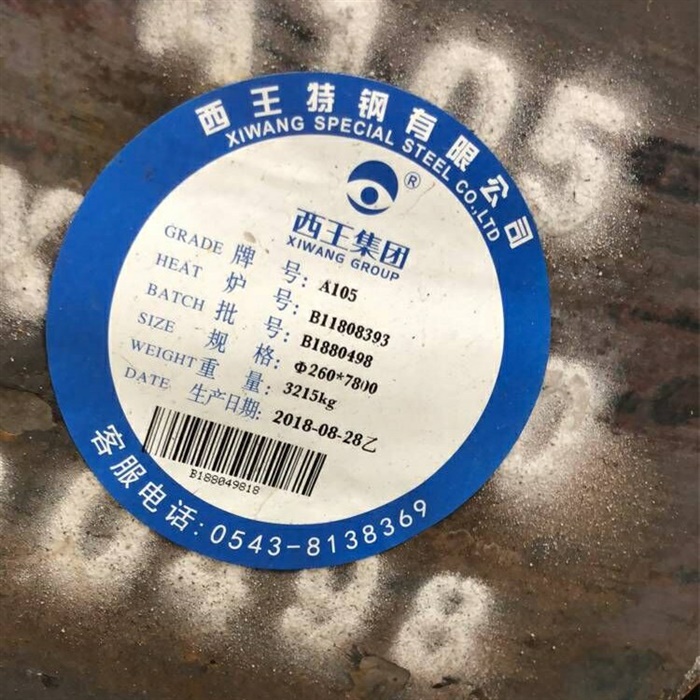 A105
西王特钢有限公司
XIWANG SPECIAL STEEL CO.,LTD
®
西王集团
XIWANG GROUP
GRADE 牌号: A105
HEAT 炉号: B11808393
BATCH 批号: B1880498
SIZE 规格: Φ260*7800
WEIGHT 重量: 3215kg
DATE 生产日期: 2018-08-28乙
B188049818
客服电话: 0543-8138369
0498